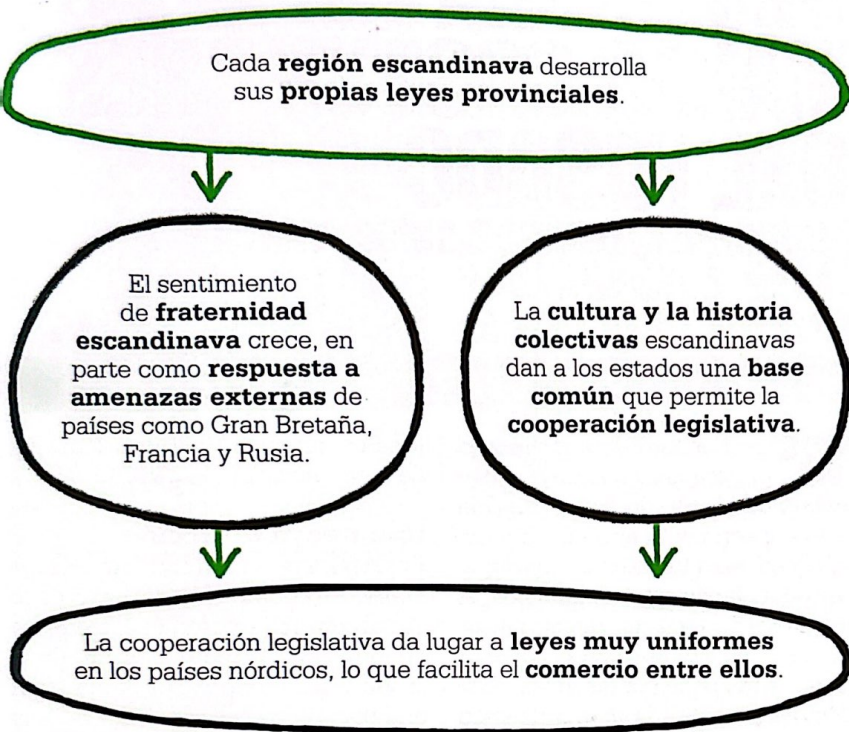 Cada región escandinava desarrolla
sus propias leyes provinciales.
El sentimiento
de fraternidad
escandinava crece, en
parte como respuesta a
amenazas externas de
países como Gran Bretaña,
Francia y Rusia.
La cultura y la historia
colectivas escandinavas
dan a los estados una base
común que permite la
cooperación legislativa.
La cooperación legislativa da lugar a leyes muy uniformes
en los países nórdicos, lo que facilita el comercio entre ellos.